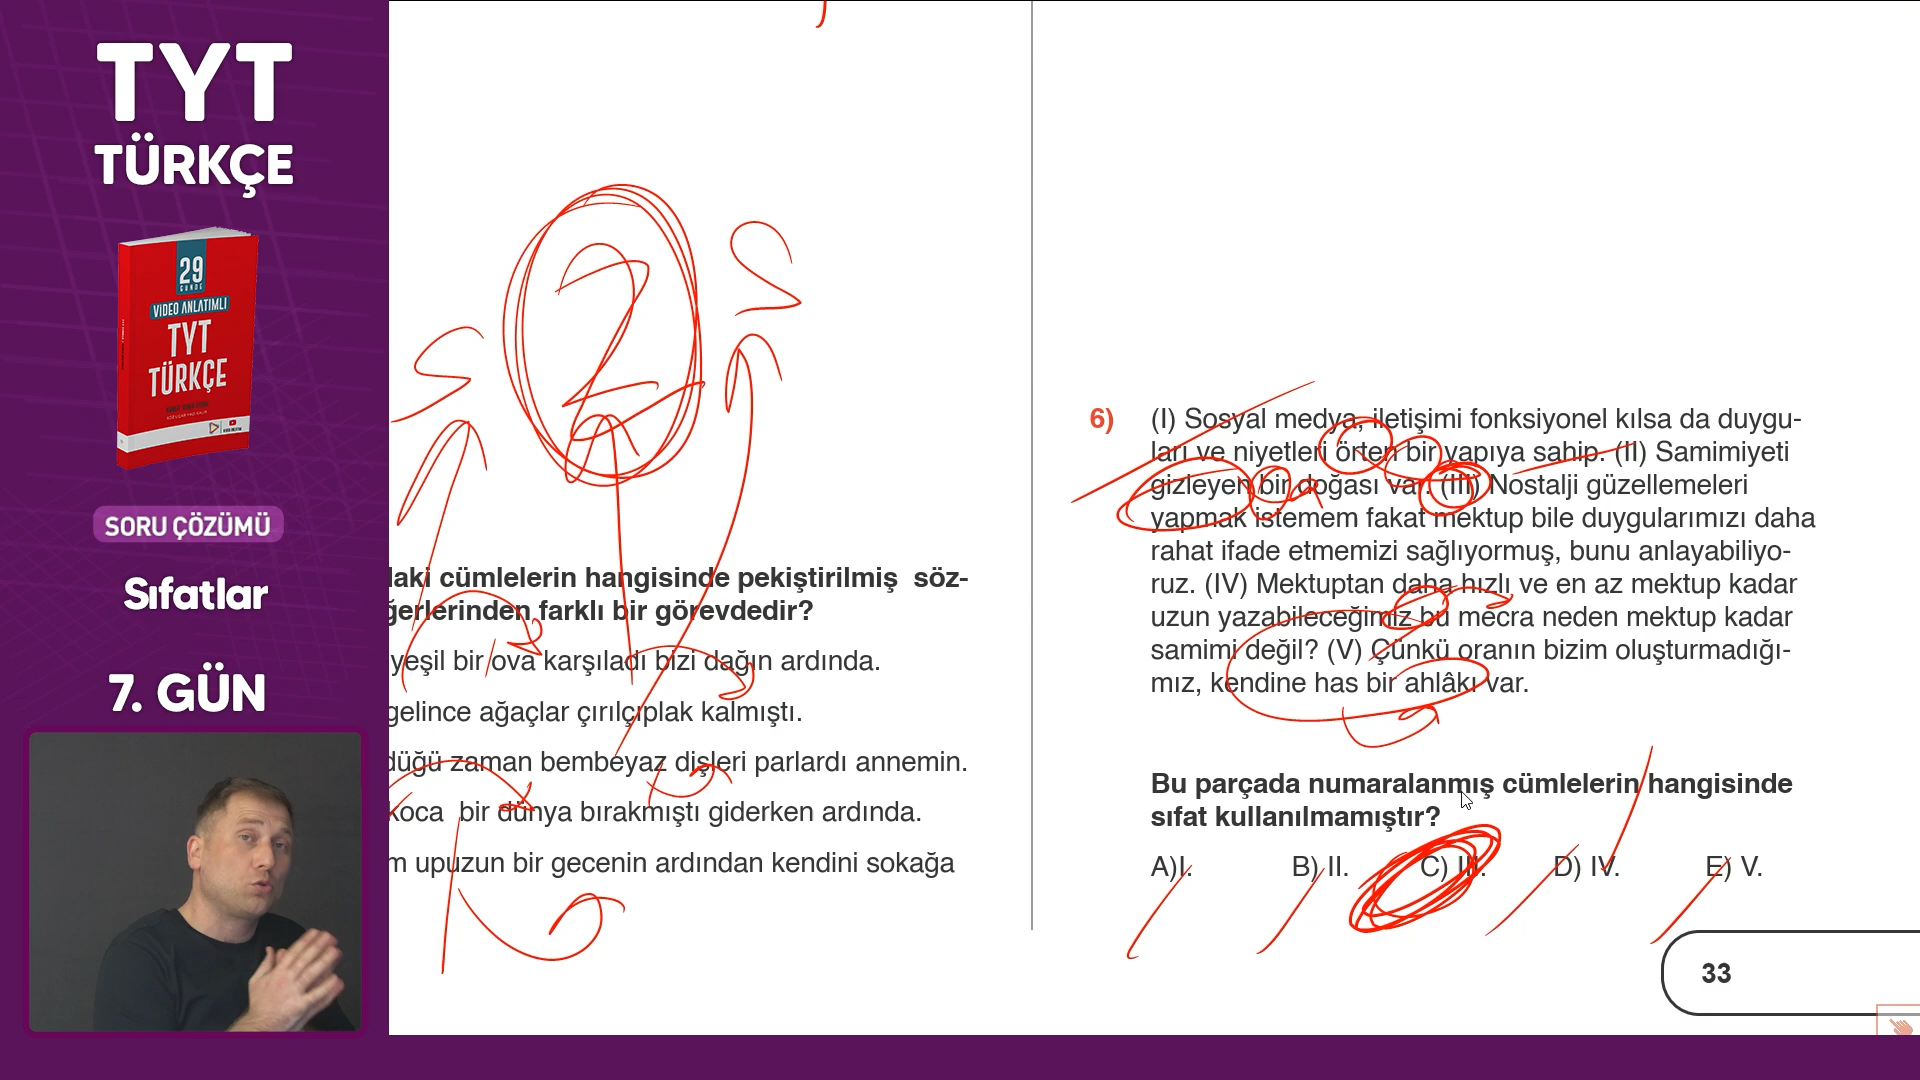 TYT
TÜRKÇE
29
GÜNDE
VİDEO ANLATIMLI
TYT
TÜRKÇE
SORU ÇÖZÜMÜ
Sıfatlar
7. GÜN
2
laki cümlelerin hangisinde pekiştirilmiş söz-
ğerlerinden farklı bir görevdedir?
yeşil bir ova karşıladı bizi dağın ardında.
gelince ağaçlar çırılçıplak kalmıştı.
düğü zaman bembeyaz dişleri parlardı annemin.
koca bir dünya bırakmıştı giderken ardında.
m upuzun bir gecenin ardından kendini sokağa
6) (I) Sosyal medya, iletişimi fonksiyonel kılsa da duygu-
ları ve niyetleri örten bir yapıya sahip. (II) Samimiyeti
gizleyen bir doğası var. (III) Nostalji güzellemeleri
yapmak istemem fakat mektup bile duygularımızı daha
rahat ifade etmemizi sağlıyormuş, bunu anlayabiliyo-
ruz. (IV) Mektuptan daha hızlı ve en az mektup kadar
uzun yazabileceğimiz bu mecra neden mektup kadar
samimi değil? (V) Çünkü oranın bizim oluşturmadığı-
mız, kendine has bir ahlâkı var.
Bu parçada numaralanmış cümlelerin hangisinde
sıfat kullanılmamıştır?
A)I. B) II. C) III. D) IV. E) V.
33